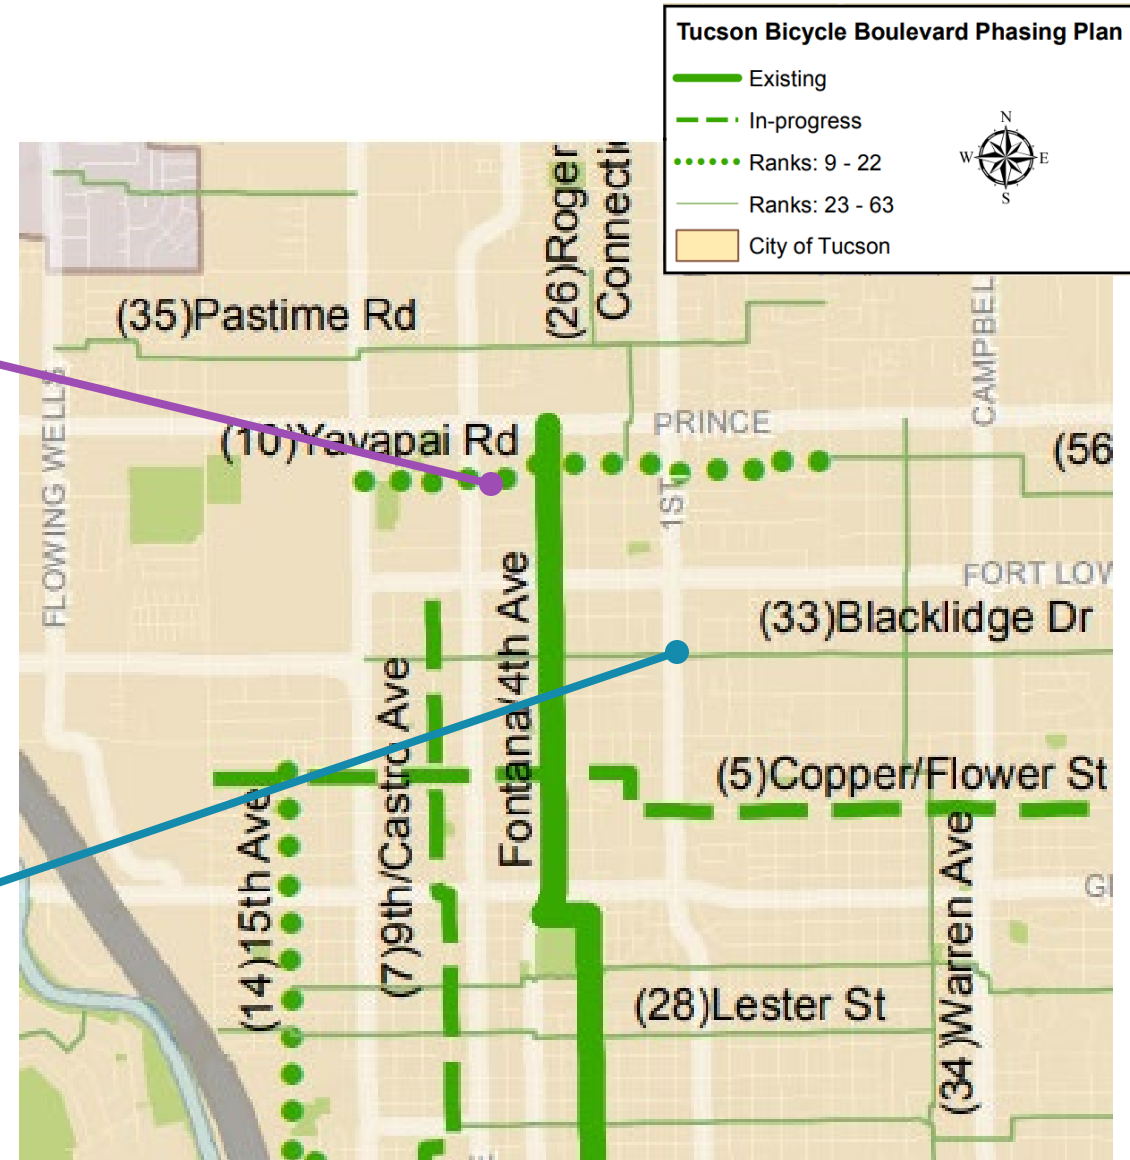 Tucson Bicycle Boulevard Phasing Plan
Existing
In-progress
Ranks: 9 - 22
Ranks: 23 - 63
City of Tucson
N
W
E
S
(26)Roger
Connecti
(35)Pastime Rd
FLOWING WELLS
CAMPBEL
(10)Yavapai Rd
PRINCE
(56
1ST
FORT LOW
(33)Blacklidge Dr
Fontana/4th Ave
(7)9th/Castro Ave
(5)Copper/Flower St
(14)15th Ave
(28)Lester St
(34)Warren Ave